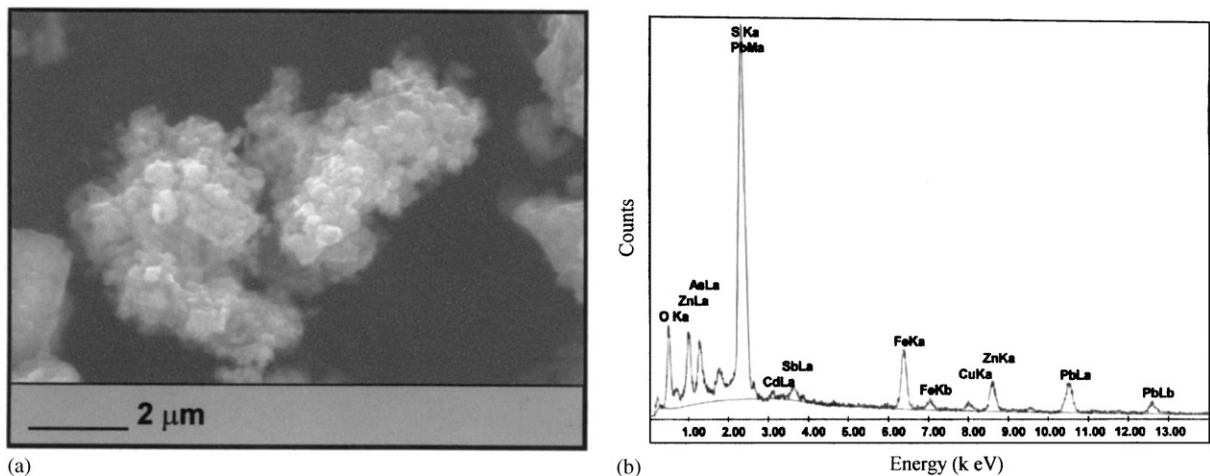 2 µm
(a)
S Ka
PbMa
AsLa
ZnLa
O Ka
CdLa
SbLa
FeKa
FeKb
CuKa
ZnKa
PbLa
PbLb
Counts
1.00 2.00 3.00 4.00 5.00 6.00 7.00 8.00 9.00 10.00 11.00 12.00 13.00
Energy (k eV)
(b)